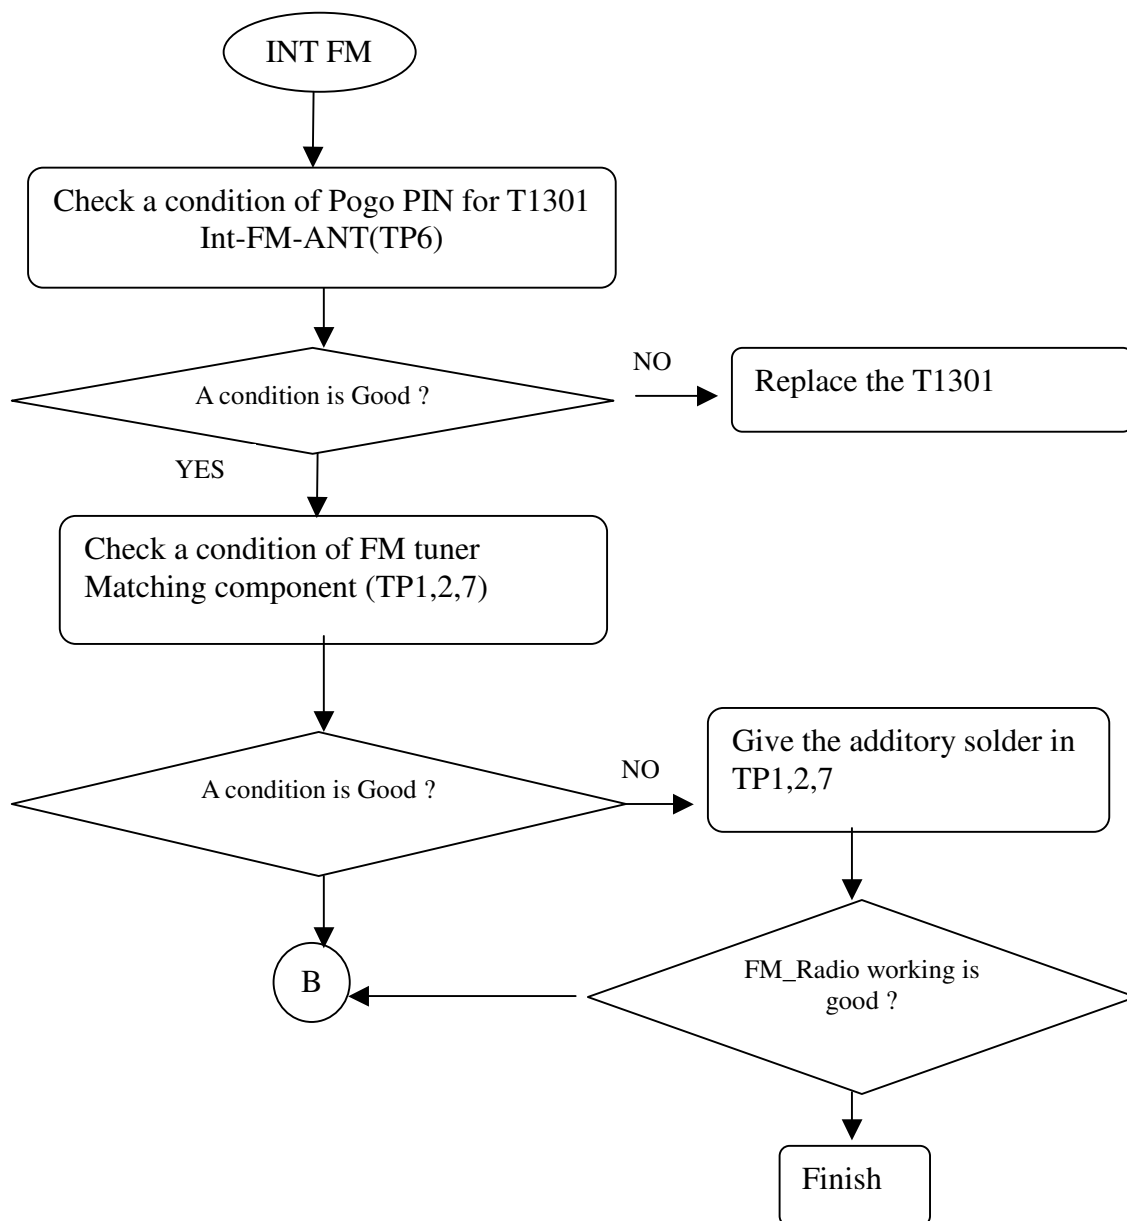 INT FM
Check a condition of Pogo PIN for T1301
Int-FM-ANT(TP6)
A condition is Good ?
NO
Replace the T1301
YES
Check a condition of FM tuner
Matching component (TP1,2,7)
A condition is Good ?
NO
Give the additory solder in
TP1,2,7
B
FM_Radio working is
good ?
Finish